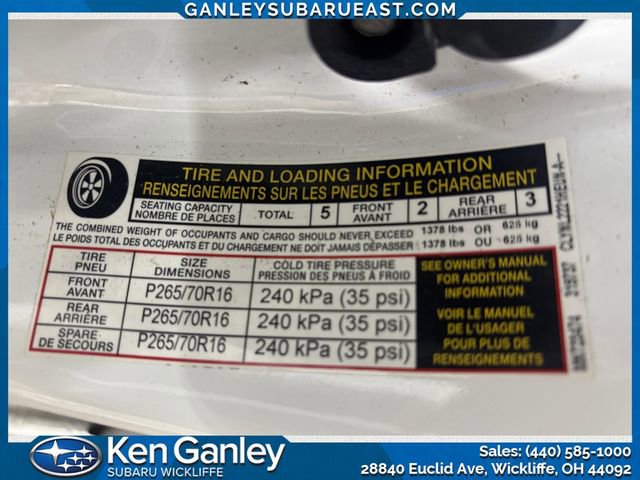 GANLEYSUBARUEAST.COM
TIRE AND LOADING INFORMATION
RENSEIGNEMENTS SUR LES PNEUS ET LE CHARGEMENT
SEATING CAPACITY
NOMBRE DE PLACES
TOTAL 5
FRONT
AVANT
2
REAR
ARRIÈRE
3
THE COMBINED WEIGHT OF OCCUPANTS AND CARGO SHOULD NEVER EXCEED 1378 lbs OR 625 kg
LE POIDS TOTAL DES OCCUPANTS ET DU CHARGEMENT NE DOIT JAMAIS DÉPASSER 1378 lbs OU 625 kg
TIRE
PNEU
SIZE
DIMENSIONS
COLD TIRE PRESSURE
PRESSION DES PNEUS À FROID
FRONT
AVANT
P265/70R16 240 kPa (35 psi)
REAR
ARRIÈRE
P265/70R16 240 kPa (35 psi)
SPARE
DE SECOURS
P265/70R16 240 kPa (35 psi)
SEE OWNER'S MANUAL
FOR ADDITIONAL
INFORMATION
VOIR LE MANUEL
DE L'USAGER
POUR PLUS DE
RENSEIGNEMENTS
SUBARU
Ken Ganley
SUBARU WICKLIFFE
Sales: (440) 585-1000
28840 Euclid Ave, Wickliffe, OH 44092